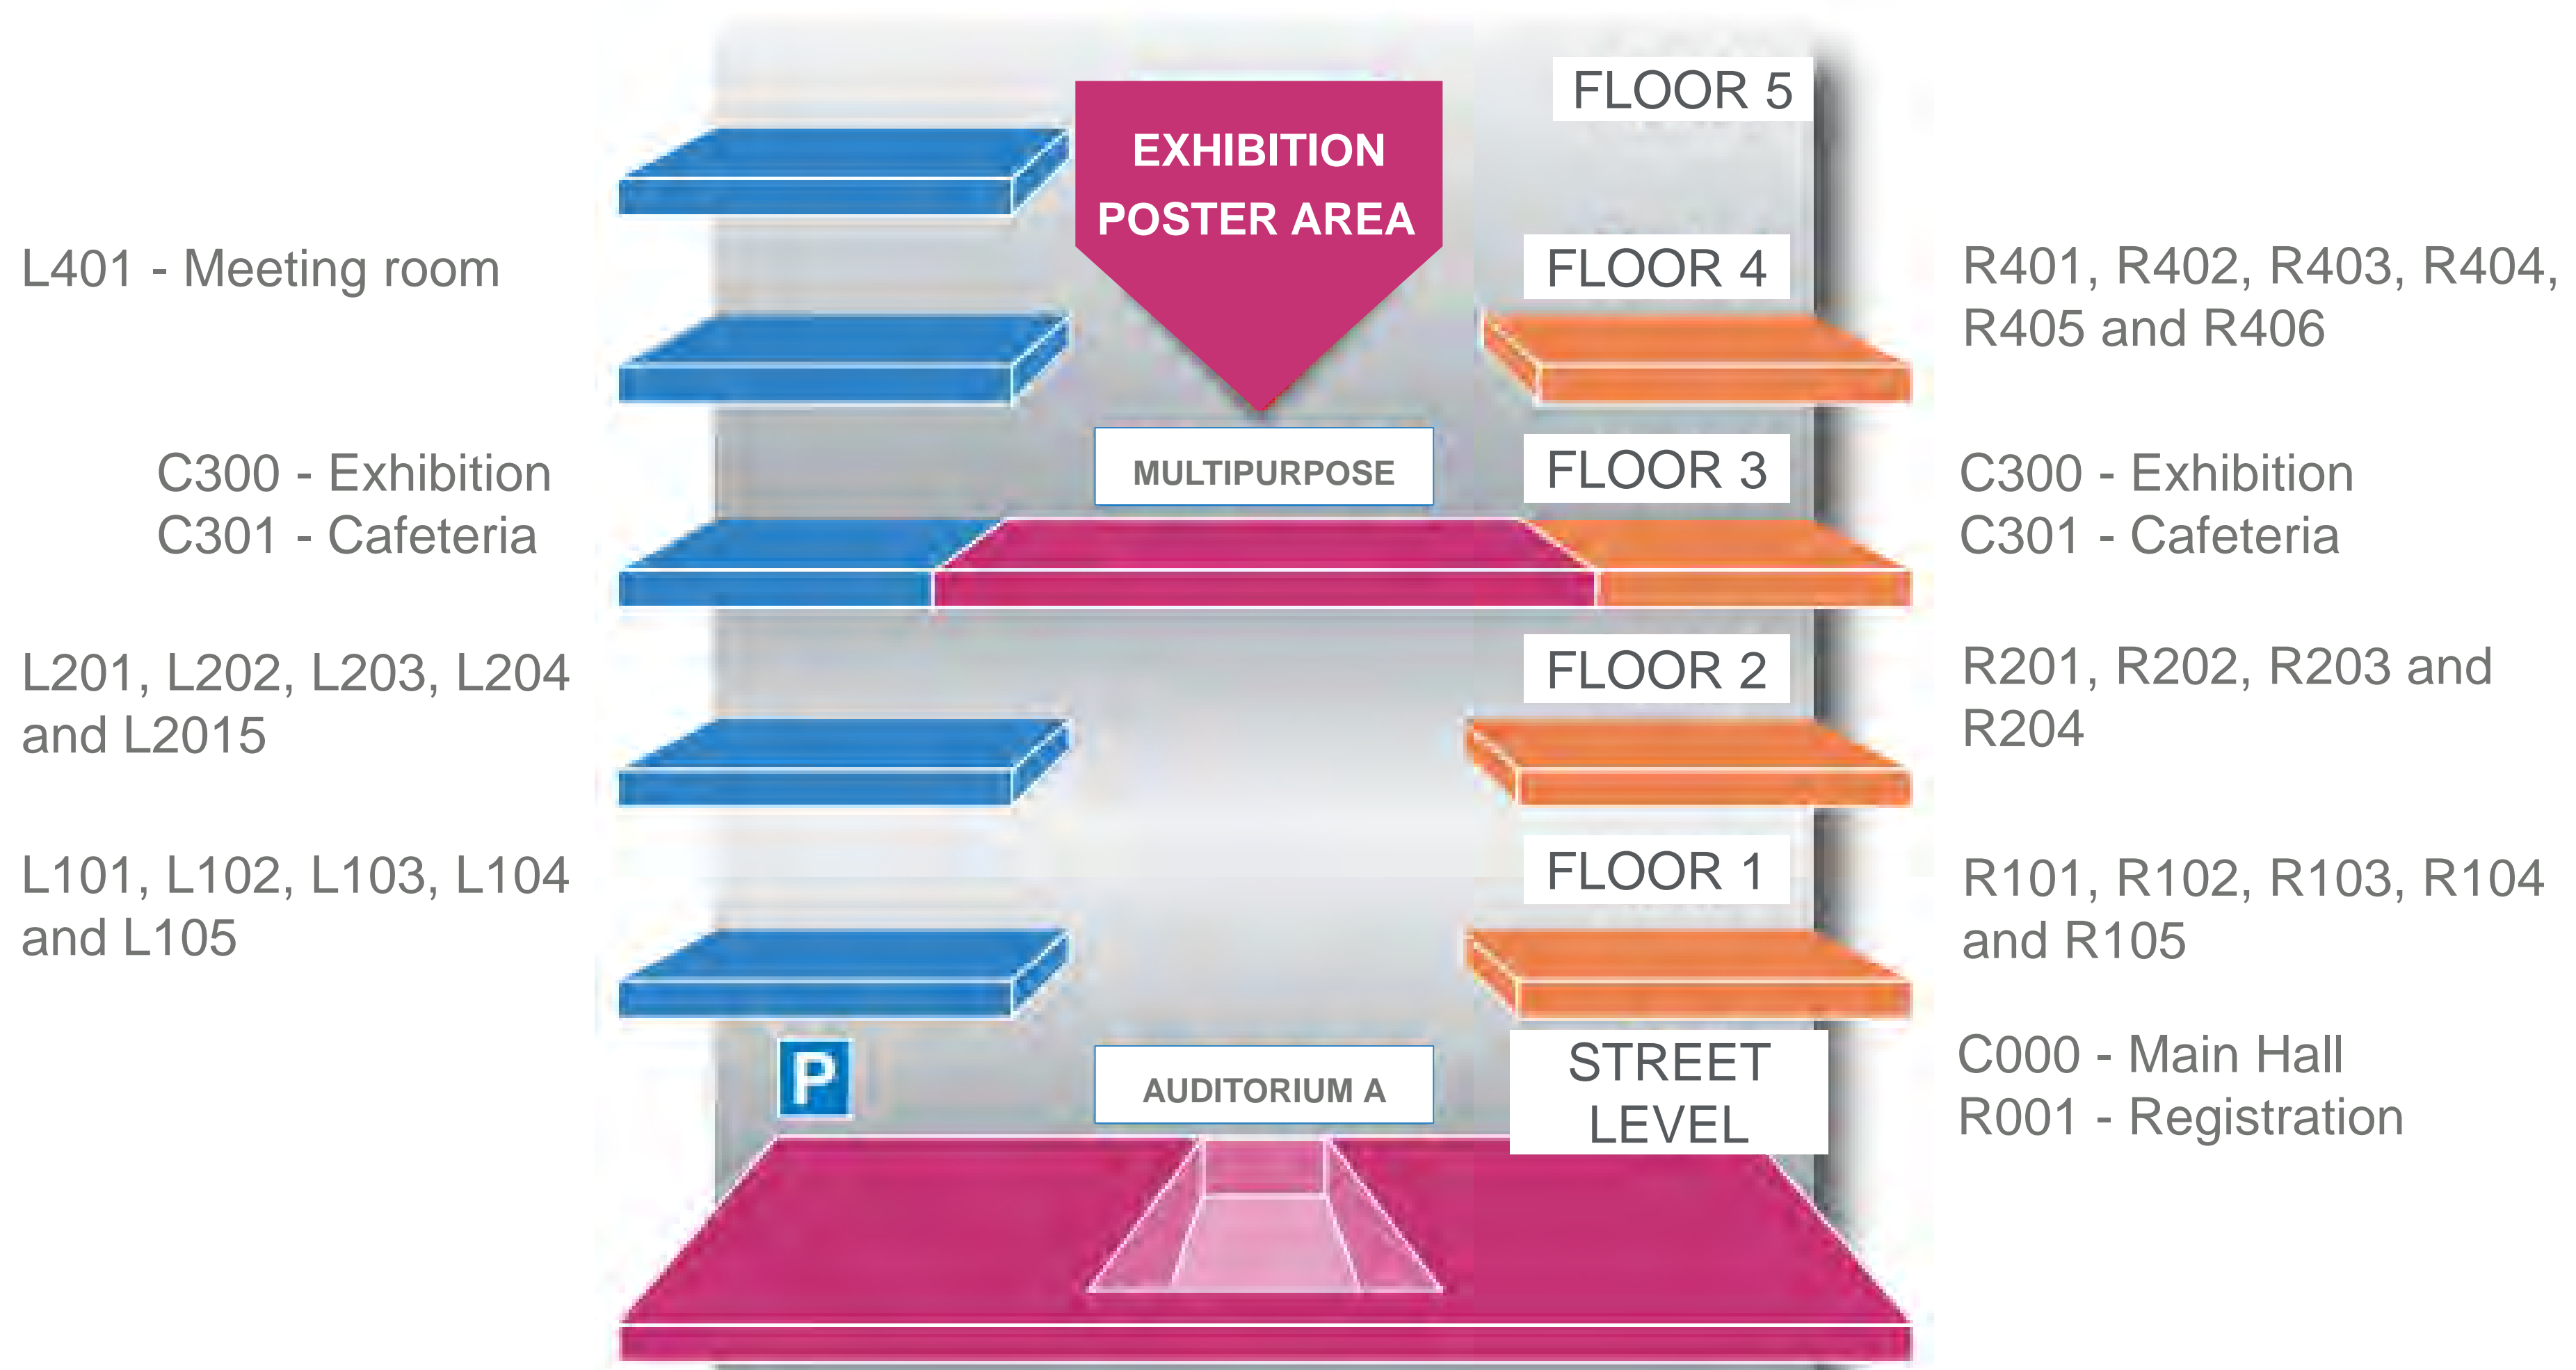 FLOOR 5
EXHIBITION
POSTER AREA
L401 - Meeting room
FLOOR 4
R401, R402, R403, R404,
R405 and R406
C300 - Exhibition
C301 - Cafeteria
MULTIPURPOSE
FLOOR 3
C300 - Exhibition
C301 - Cafeteria
L201, L202, L203, L204
and L2015
FLOOR 2
R201, R202, R203 and
R204
L101, L102, L103, L104
and L105
FLOOR 1
R101, R102, R103, R104
and R105
P
AUDITORIUM A
STREET
LEVEL
C000 - Main Hall
R001 - Registration